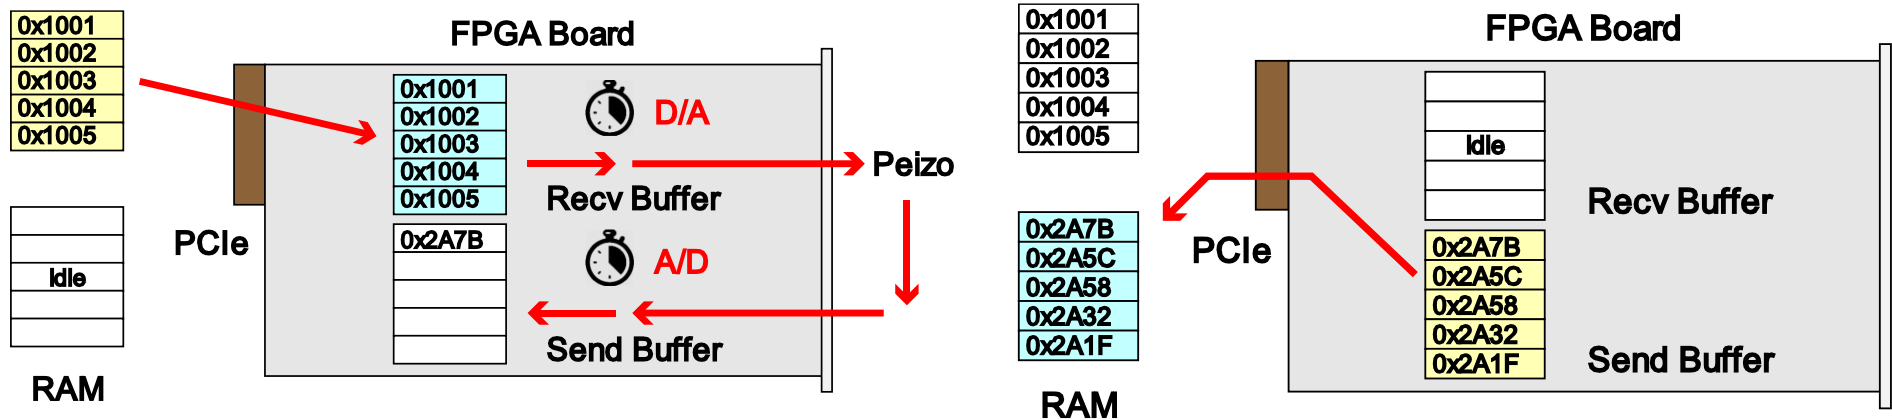 0x1001
0x1002
0x1003
0x1004
0x1005
Idle
RAM
FPGA Board
PCIe
0x1001
0x1002
0x1003
0x1004
0x1005
D/A
Recv Buffer
Peizo
0x2A7B
A/D
Send Buffer
0x1001
0x1002
0x1003
0x1004
0x1005
0x2A7B
0x2A5C
0x2A58
0x2A32
0x2A1F
RAM
FPGA Board
PCIe
Idle
Recv Buffer
0x2A7B
0x2A5C
0x2A58
0x2A32
0x2A1F
Send Buffer